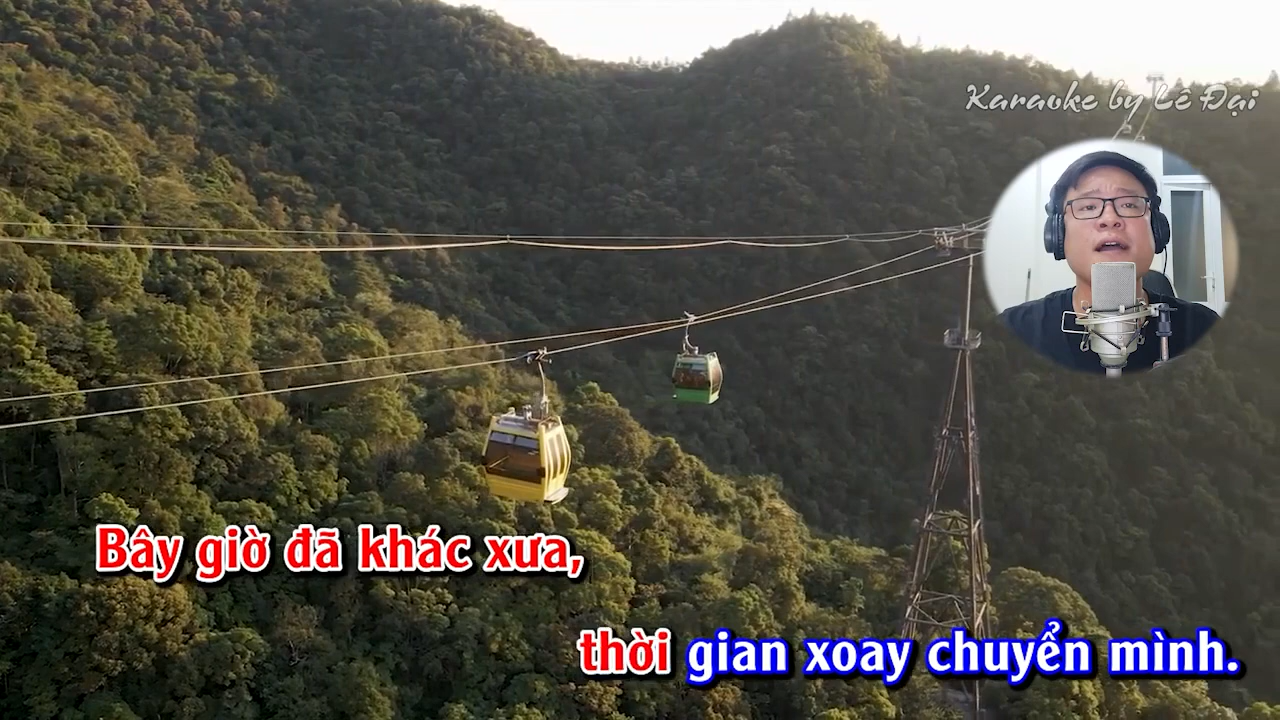 Karaoke by Lê Đại
Bây giờ đã khác xưa,
thời gian xoay chuyển mình.